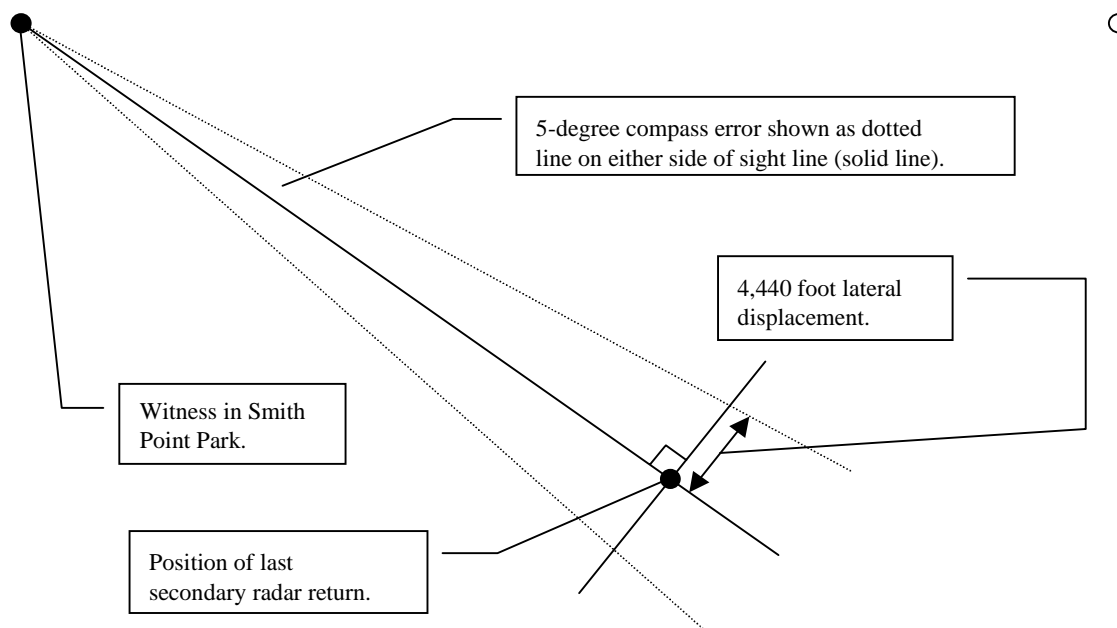 5-degree compass error shown as dotted
line on either side of sight line (solid line).
4,440 foot lateral
displacement.
Witness in Smith
Point Park.
Position of last
secondary radar return.